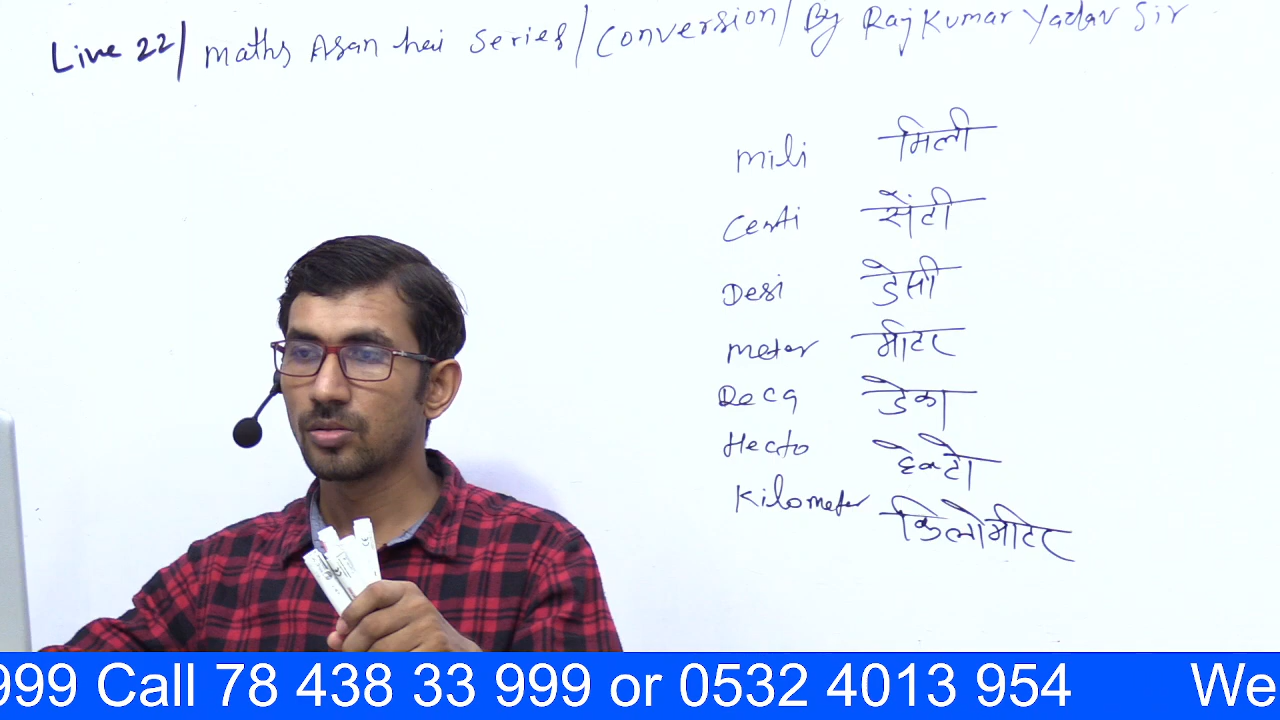 Live 22/ Maths Asan hai Series/ Conversion/ By Raj Kumar Yadav Sir
Mili मिली
Centi सेंटी
Desi डेसी
Meter मीटर
Deca डेका
Hecto हेक्टो
Kilometer किलोमीटर
999 Call 78 438 33 999 or 0532 4013 954 We